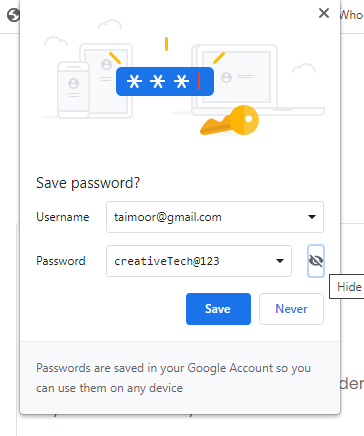 Who
* * * |
Save password?
Username taimoor@gmail.com
Password creativeTech@123
Hide
Save Never
Passwords are saved in your Google Account so you
can use them on any device
der